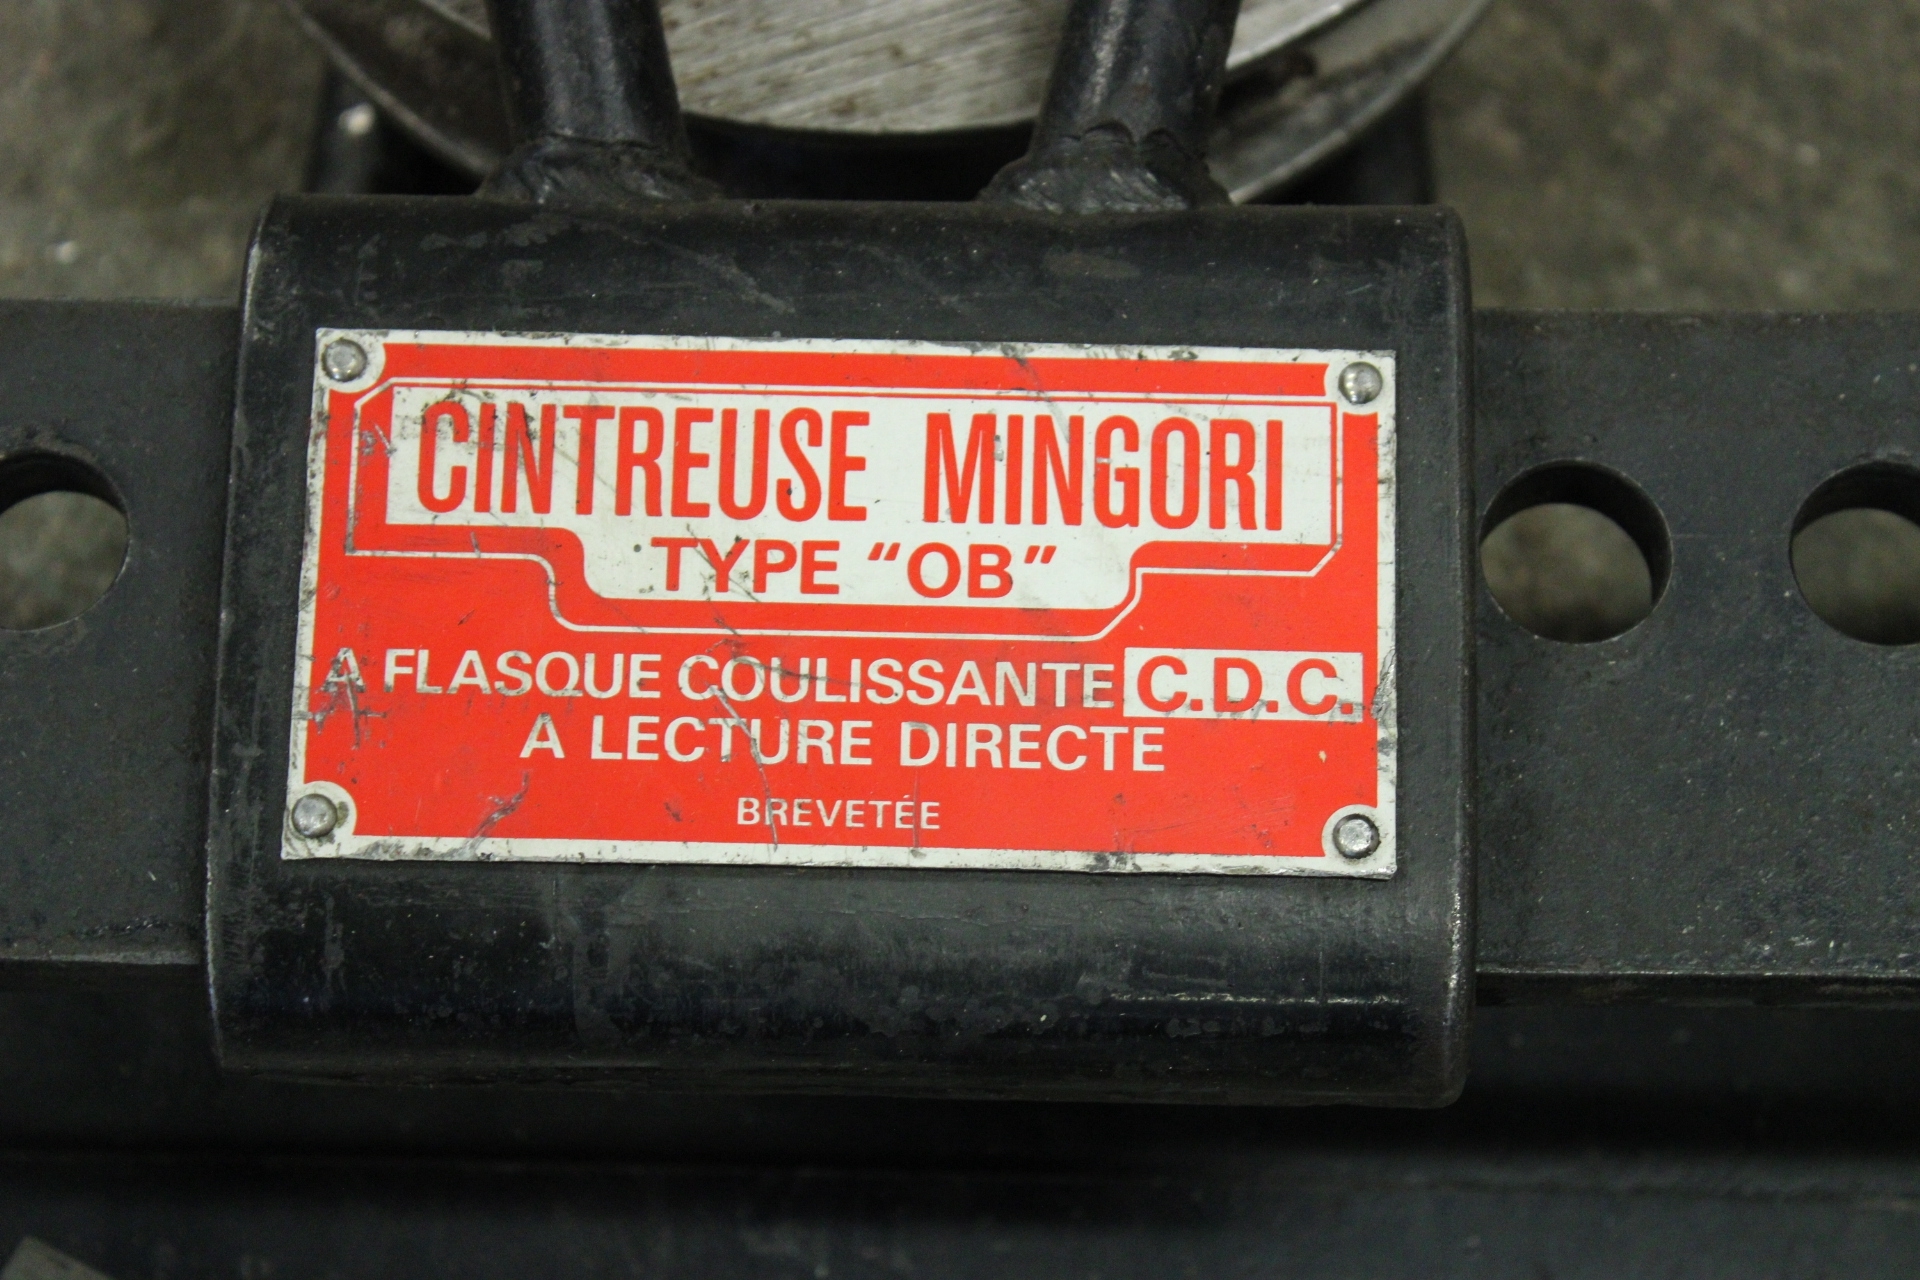 CINTREUSE MINGORI
TYPE "OB"
A FLASQUE COULISSANTE C.D.C.
A LECTURE DIRECTE
BREVETÉE